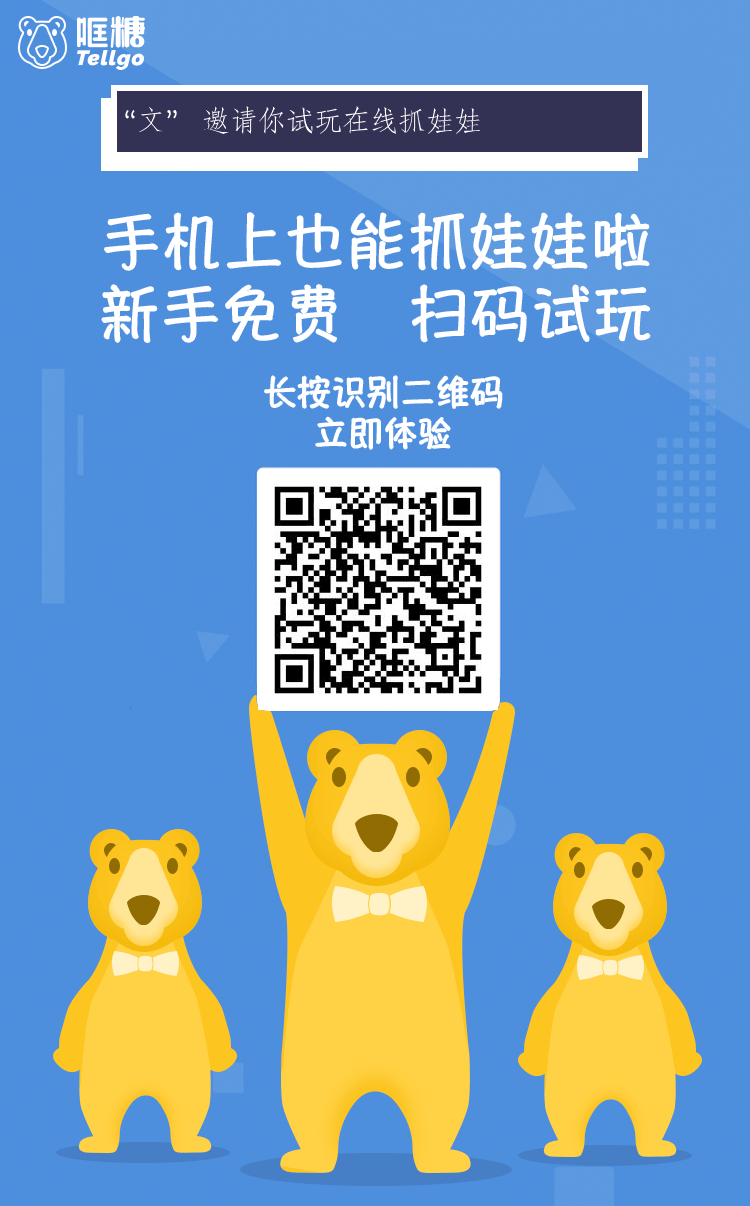 哐糖
Tellgo
“文” 邀请你试玩在线抓娃娃
手机上也能抓娃娃啦
新手免费 扫码试玩
长按识别二维码
立即体验